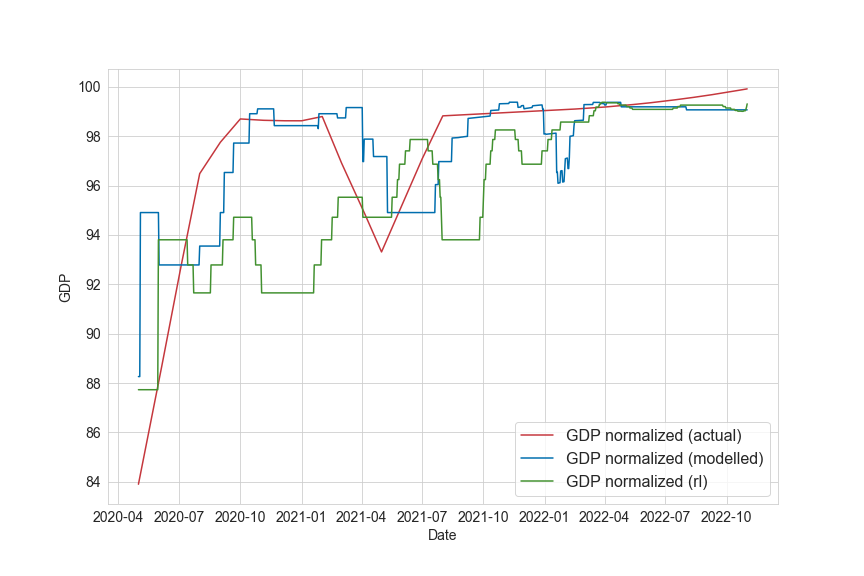 100
98
96
94
92
90
88
86
84
GDP
GDP normalized (actual)
GDP normalized (modelled)
GDP normalized (rl)
2020-04 2020-07 2020-10 2021-01 2021-04 2021-07 2021-10 2022-01 2022-04 2022-07 2022-10
Date